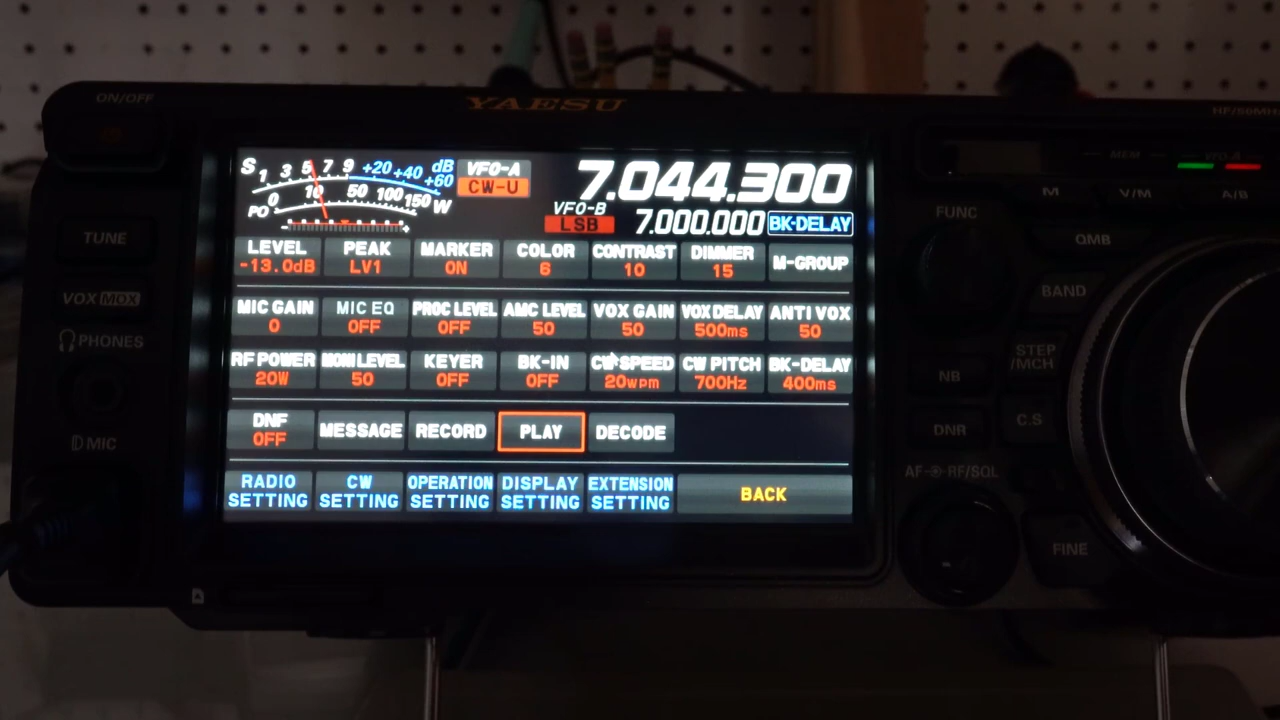 ON/OFF
YAESU
S 1 3 5 7 9 +20 +40 +60 dB
PO 0 10 50 100 150 W
VFO-A
CW-U
7.044.300
VFO-B
LSB
7.000.000
BK-DELAY
LEVEL PEAK MARKER COLOR CONTRAST DIMMER M-GROUP
-13.0dB LV1 ON 6 10 15
MIC GAIN MIC EQ PROC LEVEL AMC LEVEL VOX GAIN VOX DELAY ANTI VOX
0 OFF OFF 50 50 500ms 50
RF POWER MONI LEVEL KEYER BK-IN CW SPEED CW PITCH BK-DELAY
20W 50 OFF OFF 20WPM 700Hz 400ms
DNF MESSAGE RECORD PLAY DECODE
OFF
RADIO SETTING CW SETTING OPERATION SETTING DISPLAY SETTING EXTENSION SETTING BACK
TUNE
VOX MOX
PHONES
MIC
FUNC
M V/M A/B
QMB
BAND
STEP
/MCH
NB
C.S
DNR
AF RF/SQL
FINE